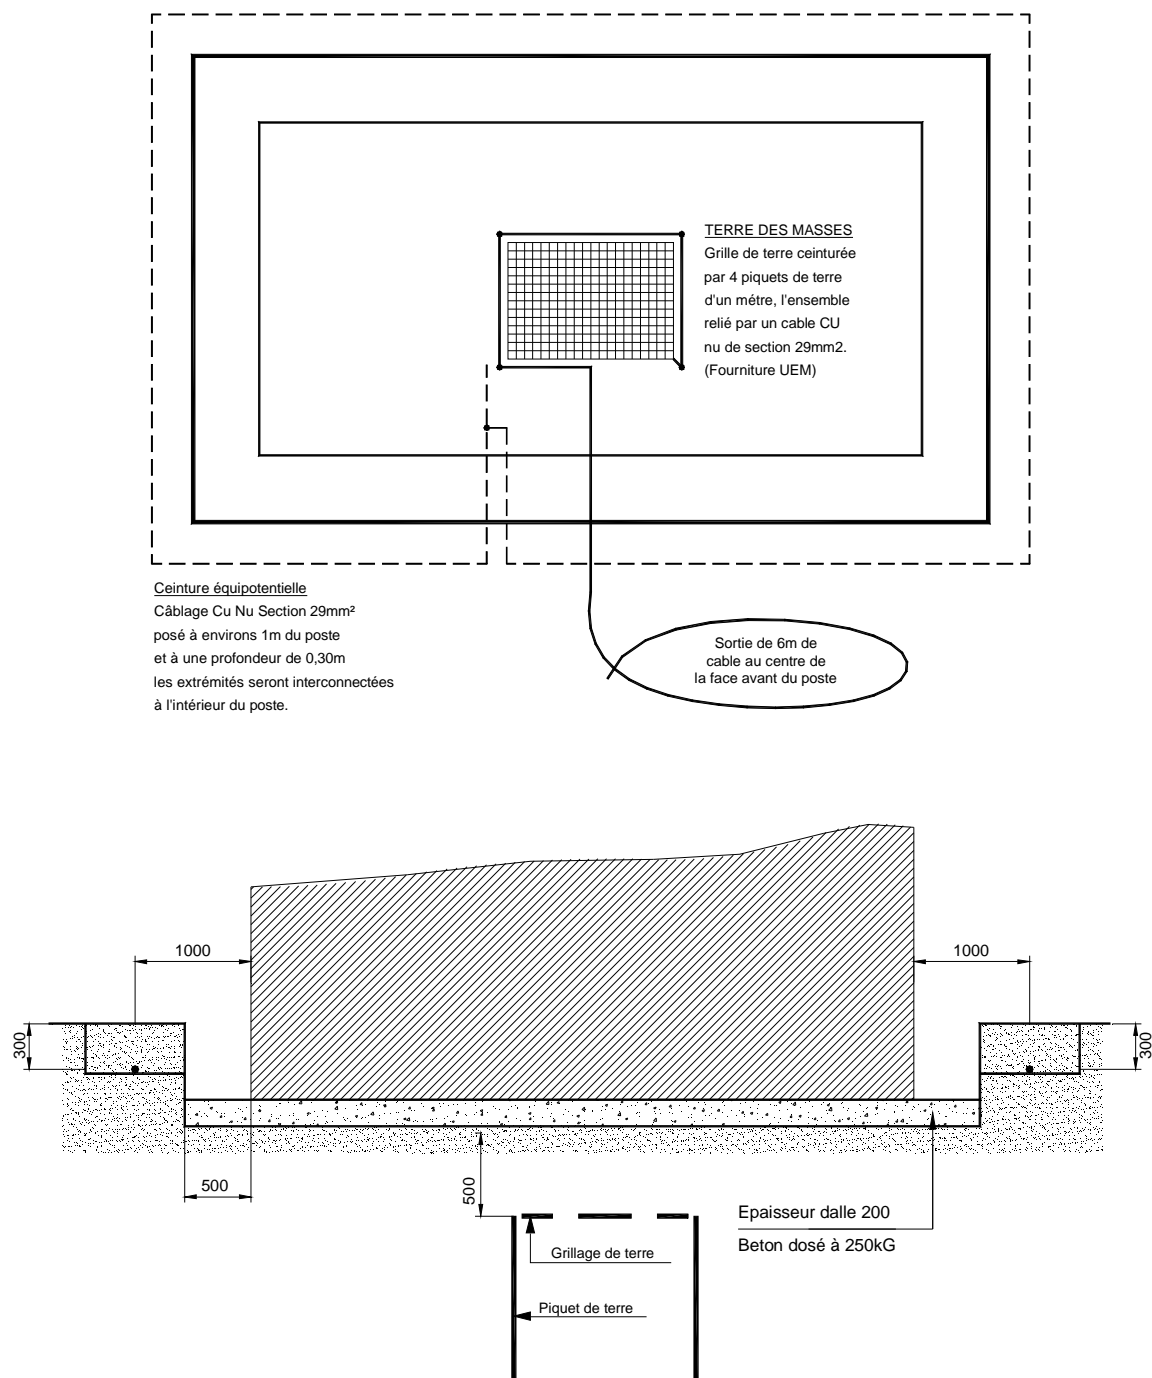 TERRE DES MASSES
Grille de terre ceinturée
par 4 piquets de terre
d'un métre, l'ensemble
relié par un cable CU
nu de section 29mm2.
(Fourniture UEM)
Ceinture équipotentielle
Câblage Cu Nu Section 29mm²
posé à environs 1m du poste
et à une profondeur de 0,30m
les extrémités seront interconnectées
à l'intérieur du poste.
Sortie de 6m de
cable au centre de
la face avant du poste
1000
1000
300
300
500
500
Epaisseur dalle 200
Beton dosé à 250kG
Grillage de terre
Piquet de terre